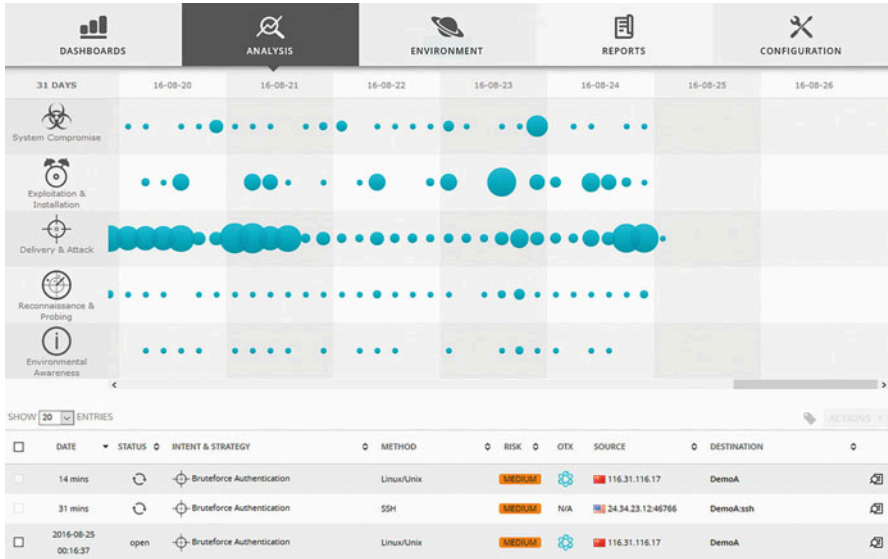 DASHBOARDS ANALYSIS ENVIRONMENT REPORTS CONFIGURATION
31 DAYS 16-08-20 16-08-21 16-08-22 16-08-23 16-08-24 16-08-25 16-08-26
System Compromise
Exploitation &
Installation
Delivery & Attack
Reconnaissance &
Probing
Environmental
Awareness
SHOW 20 ENTRIES ACTIONS
DATE STATUS INTENT & STRATEGY METHOD RISK OTX SOURCE DESTINATION
14 mins Bruteforce Authentication Linux/Unix MEDIUM 116.31.116.17 DemoA
31 mins Bruteforce Authentication SSH MEDIUM N/A 24.34.23.12:46766 DemoA:ssh
2016-08-25
00:16:37 open Bruteforce Authentication Linux/Unix MEDIUM 116.31.116.17 DemoA